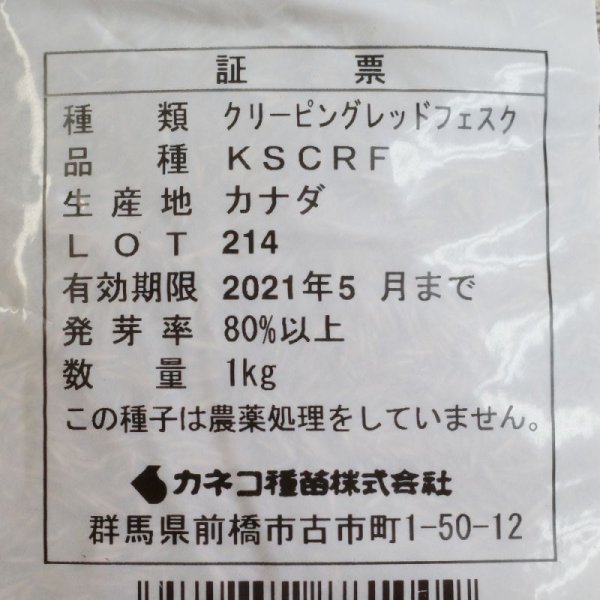 証票
種類 クリーピングレッドフェスク
品種 KSCRF
生産地 カナダ
LOT 214
有効期限 2021年5 月まで
発芽率 80%以上
数量 1kg
この種子は農薬処理をしていません。
カネコ種苗株式会社
群馬県前橋市古市町1-50-12